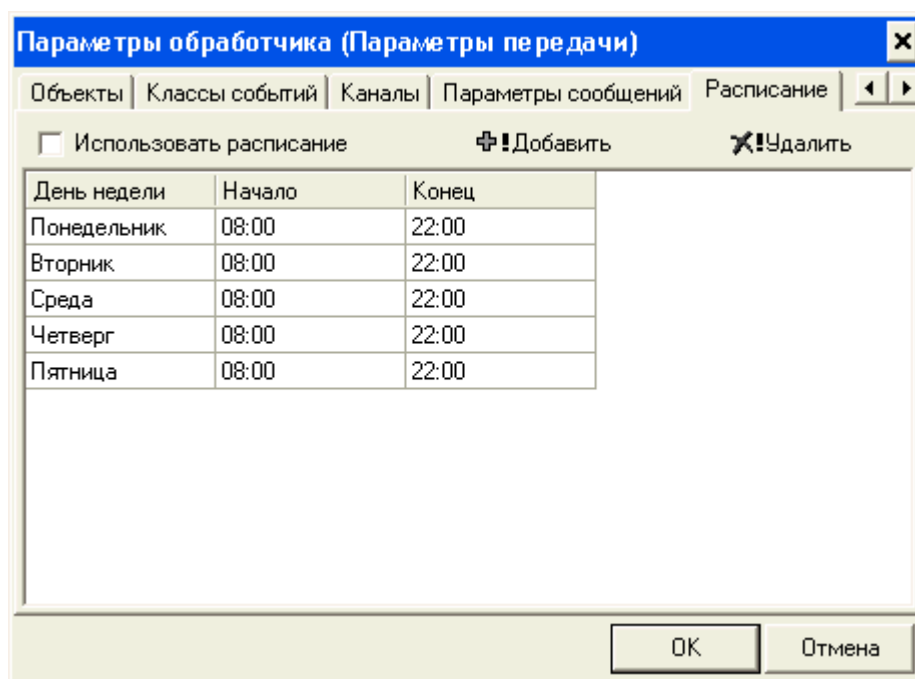 Параметры обработчика (Параметры передачи)
Объекты Классы событий Каналы Параметры сообщений Расписание
Использовать расписание !Добавить !Удалить
День недели Начало Конец
Понедельник 08:00 22:00
Вторник 08:00 22:00
Среда 08:00 22:00
Четверг 08:00 22:00
Пятница 08:00 22:00
OK Отмена